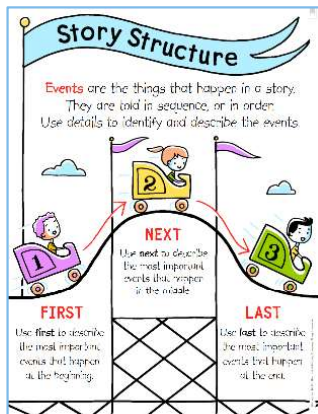 Story Structure
Events are the things that happen in a story.
They are told in sequence, or in order.
Use details to identify and describe the events.
1
2
3
NEXT
Use next to describe
the most important
events that happen
in the middle.
FIRST
Use first to describe
the most important
events that happen
at the beginning.
LAST
Use last to describe
the most important
events that happen
at the end.